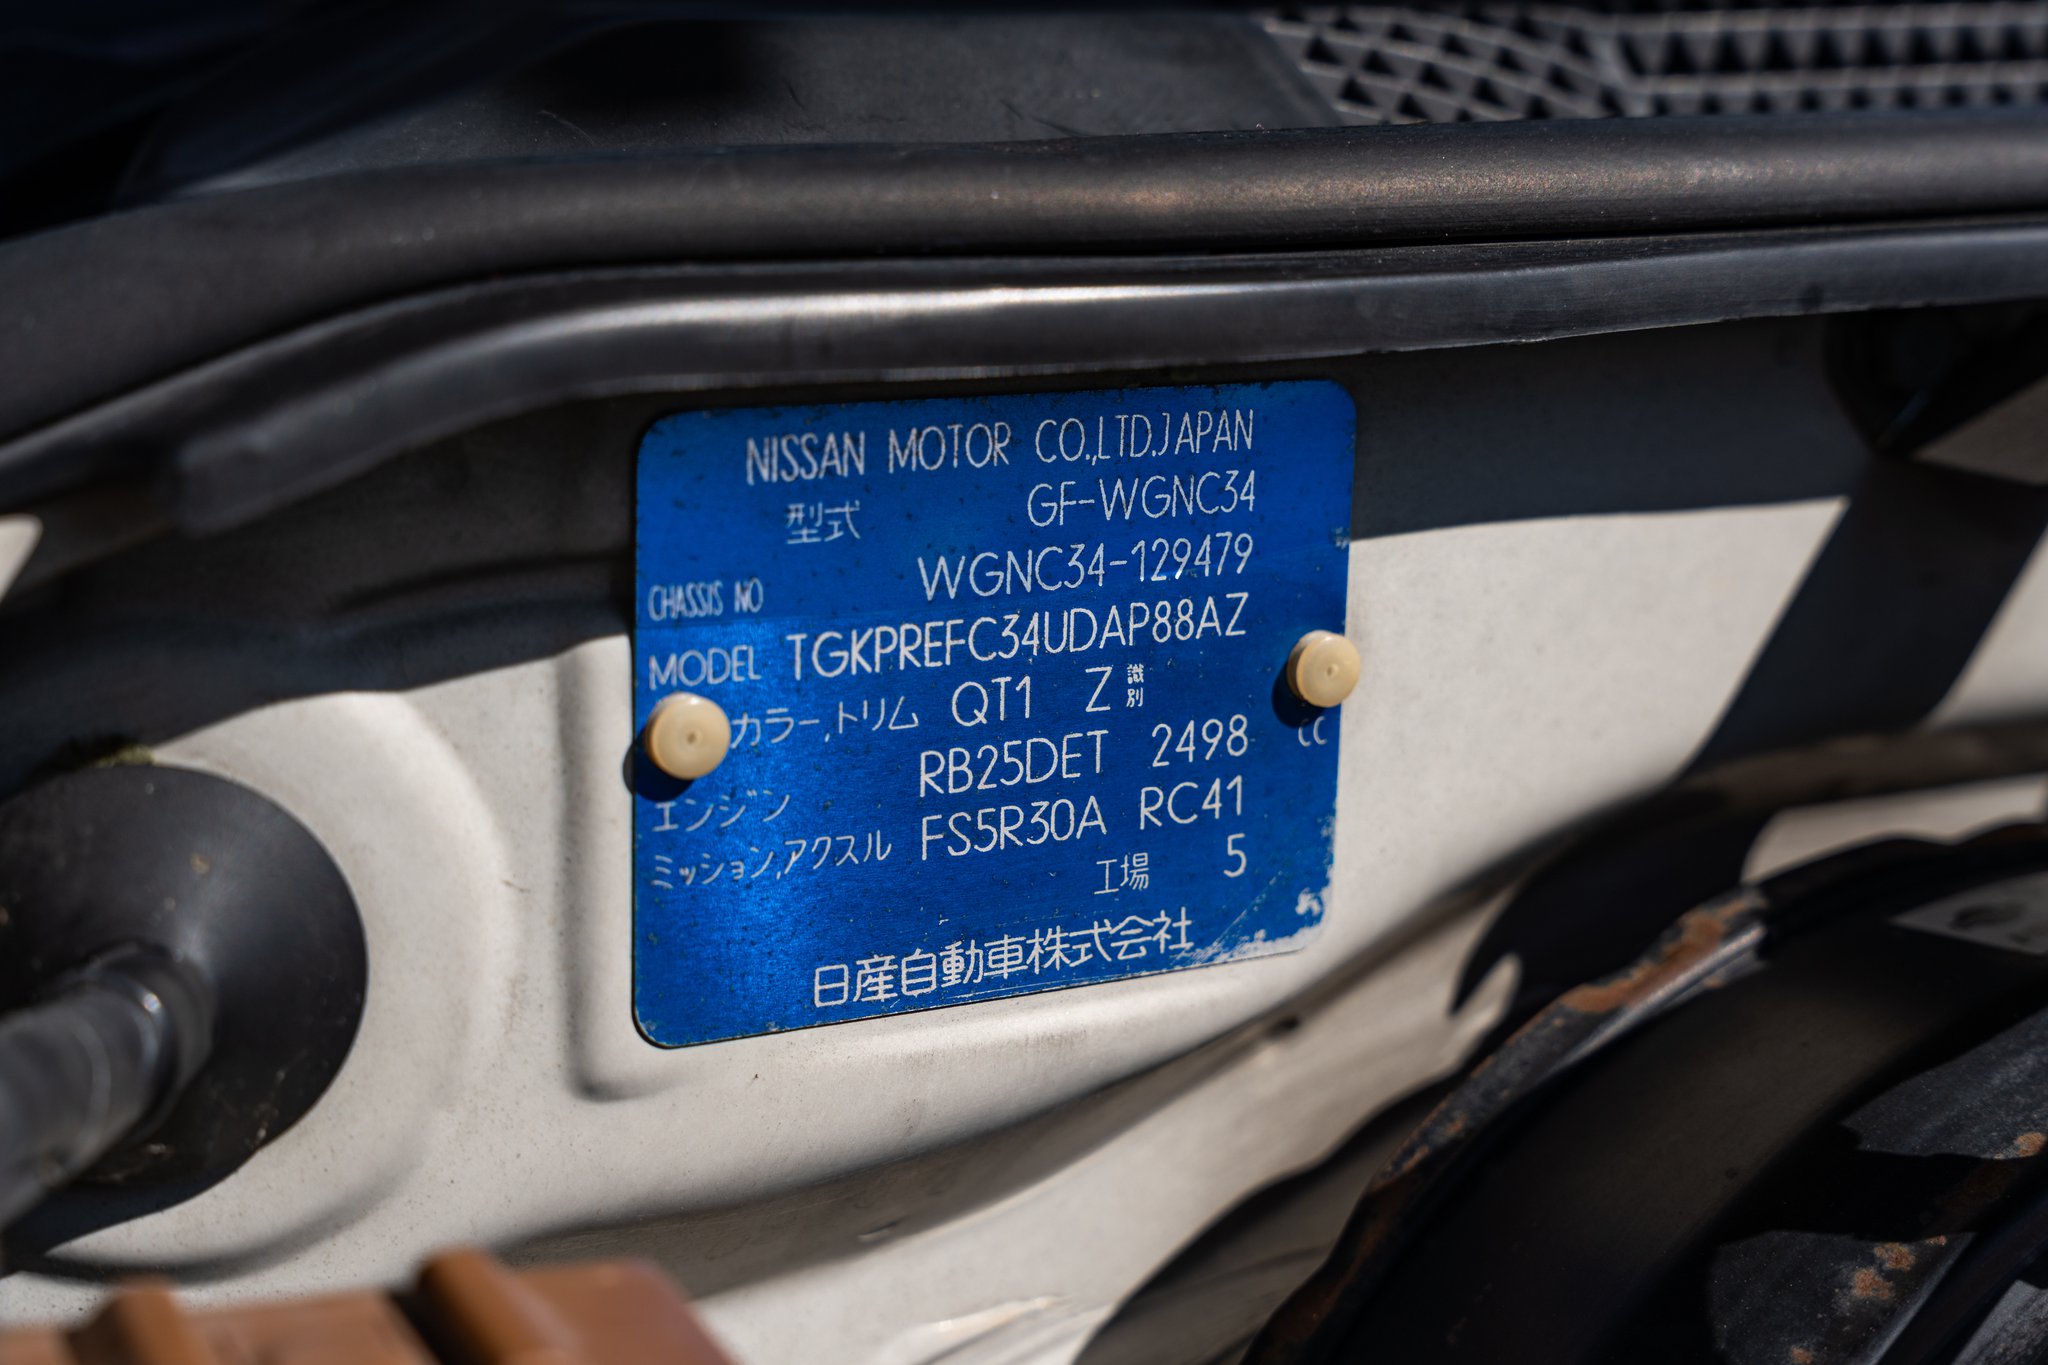 NISSAN MOTOR CO.,LTD.JAPAN
型式 GF-WGNC34
CHASSIS NO WGNC34-129479
MODEL TGKPREFC34UDAP88AZ
カラー,トリム QT1 Z 識別
エンジン RB25DET 2498 CC
ミッション,アクスル FS5R30A RC41
工場 5
日産自動車株式会社